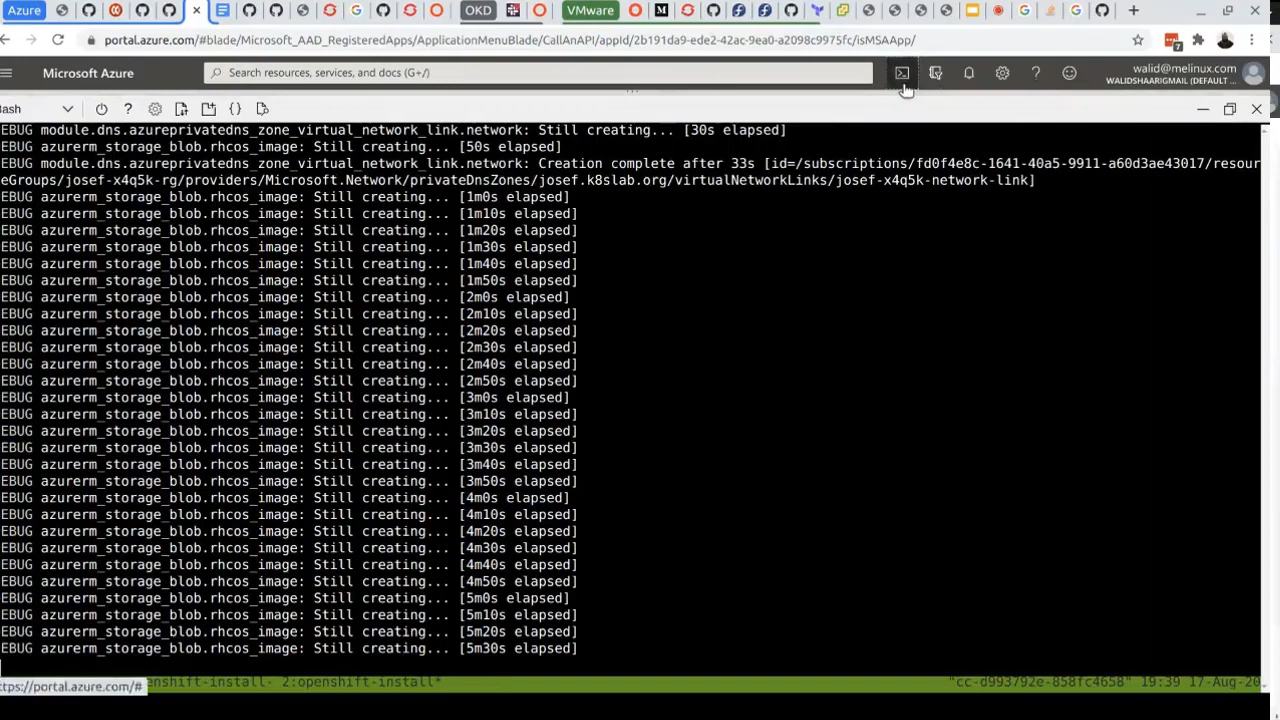 Azure
OKD
VMware
portal.azure.com/#blade/Microsoft_AAD_RegisteredApps/ApplicationMenuBlade/CallAnAPI/appId/2b191da9-ede2-42ac-9ea0-a2098c9975fc/isMSAApp/
7
Microsoft Azure
Search resources, services, and docs (G+/)
walid@melinux.com
WALIDSHAARIGMAIL (DEFAULT ...
ash
EBUG module.dns.azureprivatedns_zone_virtual_network_link.network: Still creating... [30s elapsed]
EBUG azurerm_storage_blob.rhcos_image: Still creating... [50s elapsed]
EBUG module.dns.azureprivatedns_zone_virtual_network_link.network: Creation complete after 33s [id=/subscriptions/fd0f4e8c-1641-40a5-9911-a60d3ae43017/resour
eGroups/josef-x4q5k-rg/providers/Microsoft.Network/privateDnsZones/josef.k8slab.org/virtualNetworkLinks/josef-x4q5k-network-link]
EBUG azurerm_storage_blob.rhcos_image: Still creating... [1m0s elapsed]
EBUG azurerm_storage_blob.rhcos_image: Still creating... [1m10s elapsed]
EBUG azurerm_storage_blob.rhcos_image: Still creating... [1m20s elapsed]
EBUG azurerm_storage_blob.rhcos_image: Still creating... [1m30s elapsed]
EBUG azurerm_storage_blob.rhcos_image: Still creating... [1m40s elapsed]
EBUG azurerm_storage_blob.rhcos_image: Still creating... [1m50s elapsed]
EBUG azurerm_storage_blob.rhcos_image: Still creating... [2m0s elapsed]
EBUG azurerm_storage_blob.rhcos_image: Still creating... [2m10s elapsed]
EBUG azurerm_storage_blob.rhcos_image: Still creating... [2m20s elapsed]
EBUG azurerm_storage_blob.rhcos_image: Still creating... [2m30s elapsed]
EBUG azurerm_storage_blob.rhcos_image: Still creating... [2m40s elapsed]
EBUG azurerm_storage_blob.rhcos_image: Still creating... [2m50s elapsed]
EBUG azurerm_storage_blob.rhcos_image: Still creating... [3m0s elapsed]
EBUG azurerm_storage_blob.rhcos_image: Still creating... [3m10s elapsed]
EBUG azurerm_storage_blob.rhcos_image: Still creating... [3m20s elapsed]
EBUG azurerm_storage_blob.rhcos_image: Still creating... [3m30s elapsed]
EBUG azurerm_storage_blob.rhcos_image: Still creating... [3m40s elapsed]
EBUG azurerm_storage_blob.rhcos_image: Still creating... [3m50s elapsed]
EBUG azurerm_storage_blob.rhcos_image: Still creating... [4m0s elapsed]
EBUG azurerm_storage_blob.rhcos_image: Still creating... [4m10s elapsed]
EBUG azurerm_storage_blob.rhcos_image: Still creating... [4m20s elapsed]
EBUG azurerm_storage_blob.rhcos_image: Still creating... [4m30s elapsed]
EBUG azurerm_storage_blob.rhcos_image: Still creating... [4m40s elapsed]
EBUG azurerm_storage_blob.rhcos_image: Still creating... [4m50s elapsed]
EBUG azurerm_storage_blob.rhcos_image: Still creating... [5m0s elapsed]
EBUG azurerm_storage_blob.rhcos_image: Still creating... [5m10s elapsed]
EBUG azurerm_storage_blob.rhcos_image: Still creating... [5m20s elapsed]
EBUG azurerm_storage_blob.rhcos_image: Still creating... [5m30s elapsed]
ttps://portal.azure.com/# penshift-install- 2:openshift-install* "cc-d993792e-858fc4658" 19:39 17-Aug-20